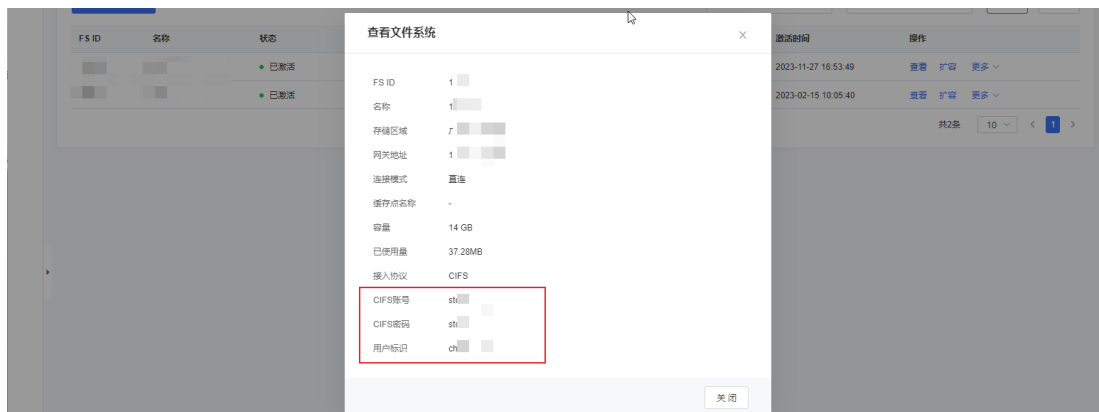 查看文件系统
FS ID 名称 状态 激活时间 操作
已激活 2023-11-27 16:53:49 查看 扩容 更多
已激活 2023-02-15 10:05:40 查看 扩容 更多
共2条 10 1
FS ID 1
名称 1
存储区域
网关地址 1
连接模式 直连
缓存点名称 -
容量 14 GB
已使用量 37.28MB
接入协议 CIFS
CIFS账号 st
CIFS密码 st
用户标识 ch
关闭